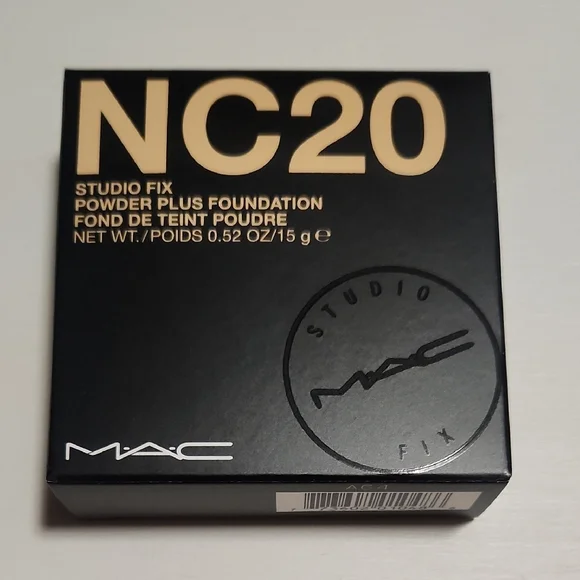 NC20
STUDIO FIX
POWDER PLUS FOUNDATION
FOND DE TEINT POUDRE
NET WT./POIDS 0.52 OZ/15 g ℮
STUDIO
MAC
FIX
M·A·C